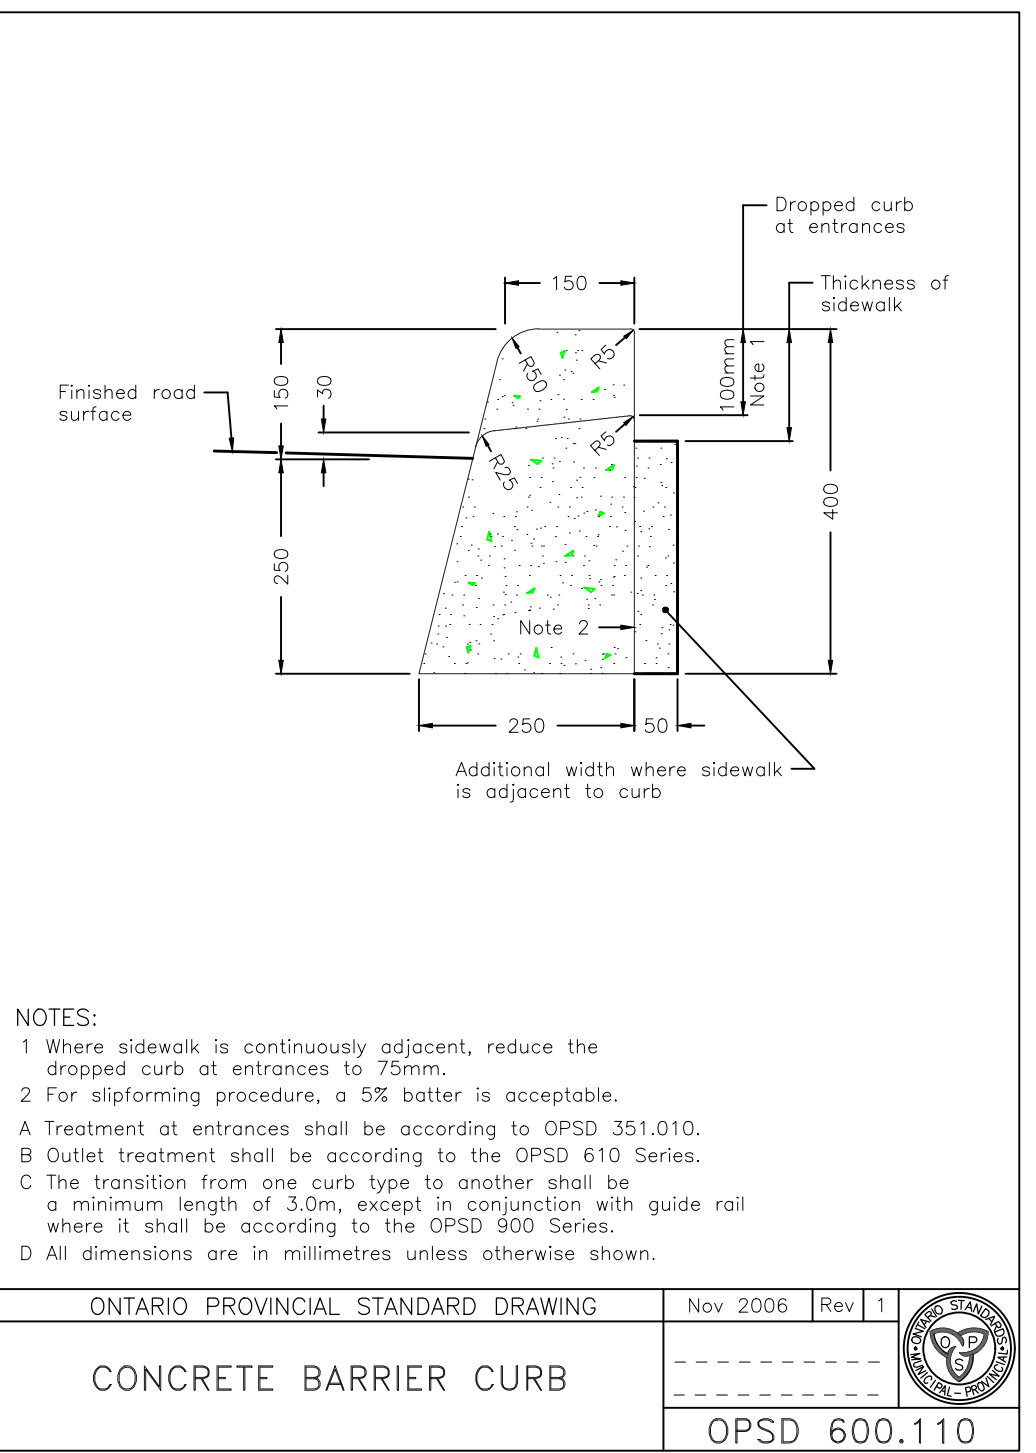 Dropped curb
at entrances
150
Thickness of
sidewalk
Finished road
surface
150
30
R50
R5
100mm
Note 1
R5
R25
400
250
Note 2
250
50
Additional width where sidewalk
is adjacent to curb
NOTES:
1 Where sidewalk is continuously adjacent, reduce the
dropped curb at entrances to 75mm.
2 For slipforming procedure, a 5% batter is acceptable.
A Treatment at entrances shall be according to OPSD 351.010.
B Outlet treatment shall be according to the OPSD 610 Series.
C The transition from one curb type to another shall be
a minimum length of 3.0m, except in conjunction with guide rail
where it shall be according to the OPSD 900 Series.
D All dimensions are in millimetres unless otherwise shown.
ONTARIO PROVINCIAL STANDARD DRAWING
Nov 2006
Rev
1
CONCRETE BARRIER CURB
ONTARIO STANDARDS
O P
S
MUNICIPAL - PROVINCIAL
OPSD 600.110